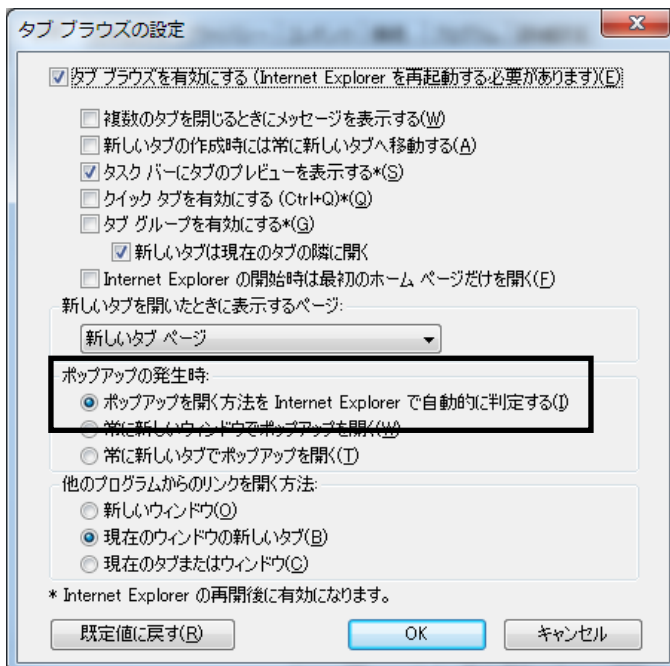 タブ ブラウズの設定
タブ ブラウズを有効にする (Internet Explorer を再起動する必要があります)(E)
複数のタブを閉じるときにメッセージを表示する(W)
新しいタブの作成時には常に新しいタブへ移動する(A)
タスク バーにタブのプレビューを表示する*(S)
クイック タブを有効にする (Ctrl+Q)*(Q)
タブ グループを有効にする*(G)
新しいタブは現在のタブの隣に開く
Internet Explorer の開始時は最初のホーム ページだけを開く(F)
新しいタブを開いたときに表示するページ:
新しいタブ ページ
ポップアップの発生時:
ポップアップを開く方法を Internet Explorer で自動的に判定する(I)
常に新しいウィンドウでポップアップを開く(W)
常に新しいタブでポップアップを開く(T)
他のプログラムからのリンクを開く方法:
新しいウィンドウ(O)
現在のウィンドウの新しいタブ(B)
現在のタブまたはウィンドウ(C)
* Internet Explorer の再開後に有効になります。
既定値に戻す(R) OK キャンセル